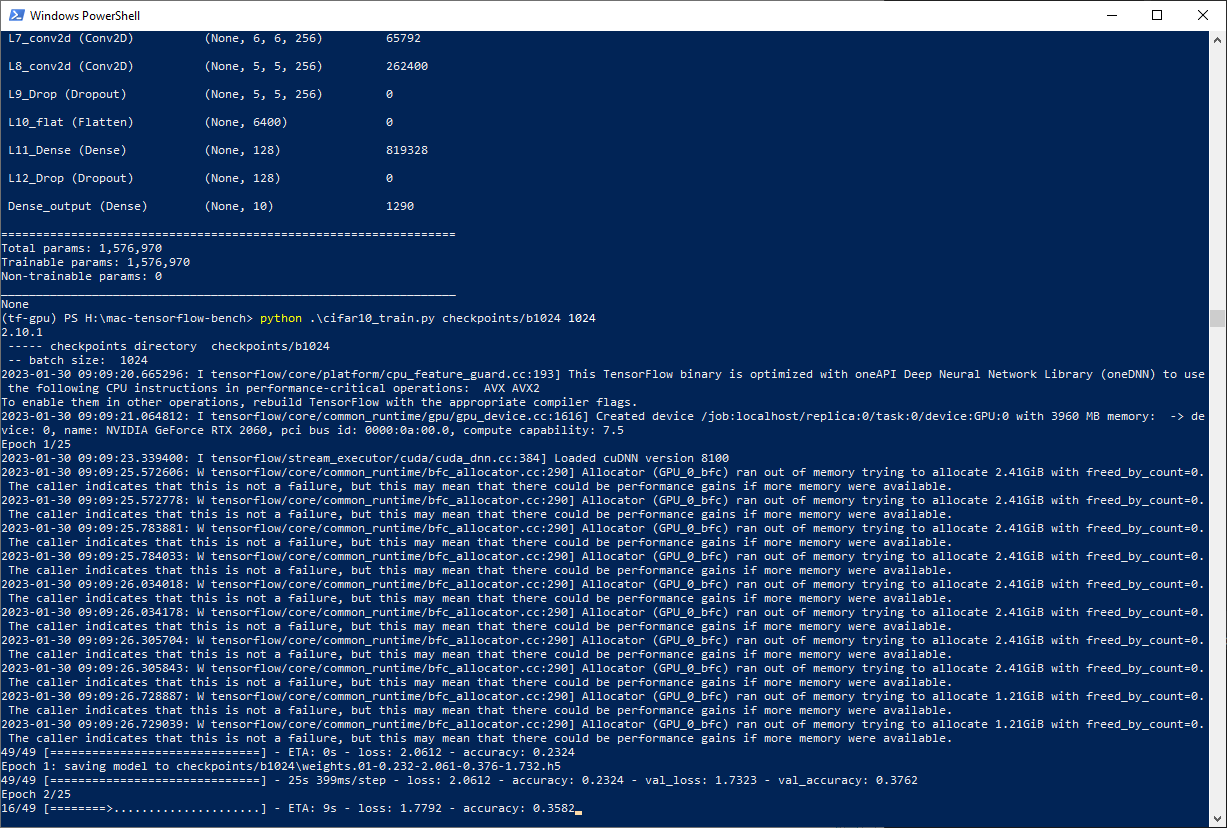 Windows PowerShell
L7_conv2d (Conv2D) (None, 6, 6, 256) 65792
L8_conv2d (Conv2D) (None, 5, 5, 256) 262400
L9_Drop (Dropout) (None, 5, 5, 256) 0
L10_flat (Flatten) (None, 6400) 0
L11_Dense (Dense) (None, 128) 819328
L12_Drop (Dropout) (None, 128) 0
Dense_output (Dense) (None, 10) 1290
=================================================================
Total params: 1,576,970
Trainable params: 1,576,970
Non-trainable params: 0
_________________________________________________________________
None
(tf-gpu) PS H:\mac-tensorflow-bench> python .\cifar10_train.py checkpoints/b1024 1024
2.10.1
----- checkpoints directory  checkpoints/b1024
-- batch size:  1024
2023-01-30 09:09:20.665296: I tensorflow/core/platform/cpu_feature_guard.cc:193] This TensorFlow binary is optimized with oneAPI Deep Neural Network Library (oneDNN) to use
the following CPU instructions in performance-critical operations:  AVX AVX2
To enable them in other operations, rebuild TensorFlow with the appropriate compiler flags.
2023-01-30 09:09:21.064812: I tensorflow/core/common_runtime/gpu/gpu_device.cc:1616] Created device /job:localhost/replica:0/task:0/device:GPU:0 with 3960 MB memory:  -> de
vice: 0, name: NVIDIA GeForce RTX 2060, pci bus id: 0000:0a:00.0, compute capability: 7.5
Epoch 1/25
2023-01-30 09:09:23.339400: I tensorflow/stream_executor/cuda/cuda_dnn.cc:384] Loaded cuDNN version 8100
2023-01-30 09:09:25.572606: W tensorflow/core/common_runtime/bfc_allocator.cc:290] Allocator (GPU_0_bfc) ran out of memory trying to allocate 2.41GiB with freed_by_count=0.
The caller indicates that this is not a failure, but this may mean that there could be performance gains if more memory were available.
2023-01-30 09:09:25.572778: W tensorflow/core/common_runtime/bfc_allocator.cc:290] Allocator (GPU_0_bfc) ran out of memory trying to allocate 2.41GiB with freed_by_count=0.
The caller indicates that this is not a failure, but this may mean that there could be performance gains if more memory were available.
2023-01-30 09:09:25.783881: W tensorflow/core/common_runtime/bfc_allocator.cc:290] Allocator (GPU_0_bfc) ran out of memory trying to allocate 2.41GiB with freed_by_count=0.
The caller indicates that this is not a failure, but this may mean that there could be performance gains if more memory were available.
2023-01-30 09:09:25.784033: W tensorflow/core/common_runtime/bfc_allocator.cc:290] Allocator (GPU_0_bfc) ran out of memory trying to allocate 2.41GiB with freed_by_count=0.
The caller indicates that this is not a failure, but this may mean that there could be performance gains if more memory were available.
2023-01-30 09:09:26.034018: W tensorflow/core/common_runtime/bfc_allocator.cc:290] Allocator (GPU_0_bfc) ran out of memory trying to allocate 2.41GiB with freed_by_count=0.
The caller indicates that this is not a failure, but this may mean that there could be performance gains if more memory were available.
2023-01-30 09:09:26.034178: W tensorflow/core/common_runtime/bfc_allocator.cc:290] Allocator (GPU_0_bfc) ran out of memory trying to allocate 2.41GiB with freed_by_count=0.
The caller indicates that this is not a failure, but this may mean that there could be performance gains if more memory were available.
2023-01-30 09:09:26.305704: W tensorflow/core/common_runtime/bfc_allocator.cc:290] Allocator (GPU_0_bfc) ran out of memory trying to allocate 2.41GiB with freed_by_count=0.
The caller indicates that this is not a failure, but this may mean that there could be performance gains if more memory were available.
2023-01-30 09:09:26.305843: W tensorflow/core/common_runtime/bfc_allocator.cc:290] Allocator (GPU_0_bfc) ran out of memory trying to allocate 2.41GiB with freed_by_count=0.
The caller indicates that this is not a failure, but this may mean that there could be performance gains if more memory were available.
2023-01-30 09:09:26.728887: W tensorflow/core/common_runtime/bfc_allocator.cc:290] Allocator (GPU_0_bfc) ran out of memory trying to allocate 1.21GiB with freed_by_count=0.
The caller indicates that this is not a failure, but this may mean that there could be performance gains if more memory were available.
2023-01-30 09:09:26.729039: W tensorflow/core/common_runtime/bfc_allocator.cc:290] Allocator (GPU_0_bfc) ran out of memory trying to allocate 1.21GiB with freed_by_count=0.
The caller indicates that this is not a failure, but this may mean that there could be performance gains if more memory were available.
49/49 [==============================] - ETA: 0s - loss: 2.0612 - accuracy: 0.2324
Epoch 1: saving model to checkpoints/b1024\weights.01-0.232-2.061-0.376-1.732.h5
49/49 [==============================] - 25s 399ms/step - loss: 2.0612 - accuracy: 0.2324 - val_loss: 1.7323 - val_accuracy: 0.3762
Epoch 2/25
16/49 [========>.....................] - ETA: 9s - loss: 1.7792 - accuracy: 0.3582